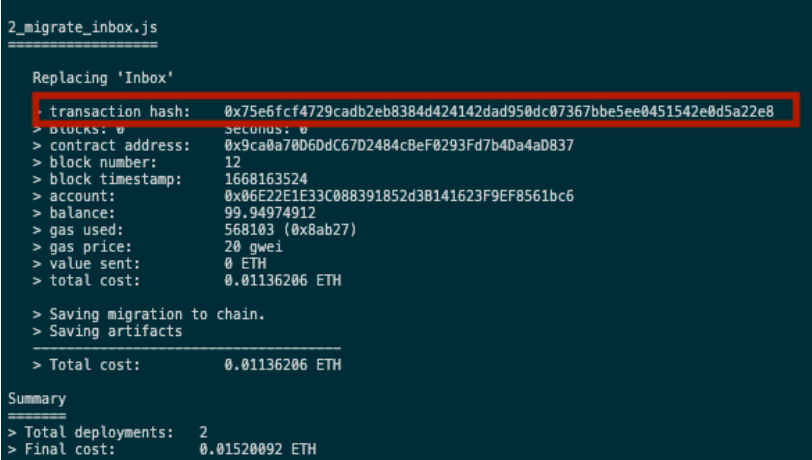 2_migrate_inbox.js
==================
Replacing 'Inbox'
> transaction hash: 0x75e6fcf4729cadb2eb8384d424142dad950dc07367bbe5ee0451542e0d5a22e8
> Blocks: 0 Seconds: 0
> contract address: 0x9ca0a70D6DdC67D2484cBeF0293Fd7b4Da4aD837
> block number: 12
> block timestamp: 1668163524
> account: 0x06E22E1E33C088391852d3B141623F9EF8561bc6
> balance: 99.94974912
> gas used: 568103 (0x8ab27)
> gas price: 20 gwei
> value sent: 0 ETH
> total cost: 0.01136206 ETH
> Saving migration to chain.
> Saving artifacts
-------------------------------------
> Total cost: 0.01136206 ETH
Summary
=======
> Total deployments: 2
> Final cost: 0.01520092 ETH